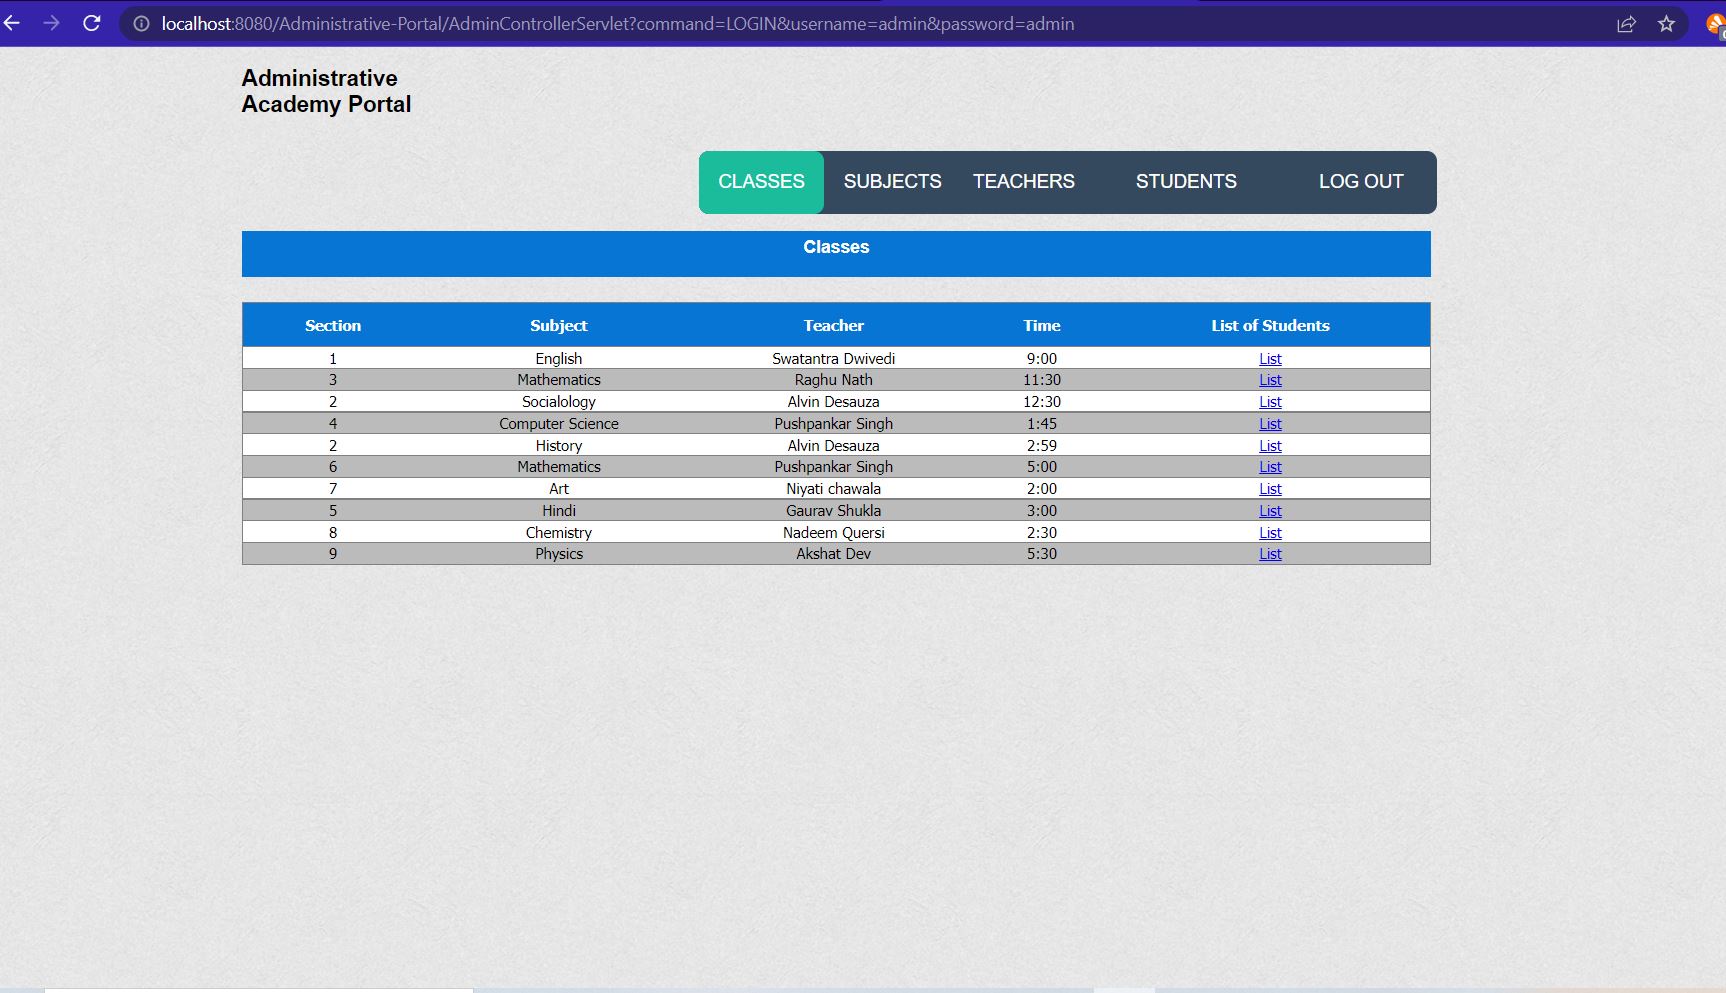 localhost:8080/Administrative-Portal/AdminControllerServlet?command=LOGIN&username=admin&password=admin
Administrative
Academy Portal
CLASSES SUBJECTS TEACHERS STUDENTS LOG OUT
Classes
Section Subject Teacher Time List of Students
1 English Swatantra Dwivedi 9:00 List
3 Mathematics Raghu Nath 11:30 List
2 Socialology Alvin Desauza 12:30 List
4 Computer Science Pushpankar Singh 1:45 List
2 History Alvin Desauza 2:59 List
6 Mathematics Pushpankar Singh 5:00 List
7 Art Niyati chawala 2:00 List
5 Hindi Gaurav Shukla 3:00 List
8 Chemistry Nadeem Quersi 2:30 List
9 Physics Akshat Dev 5:30 List